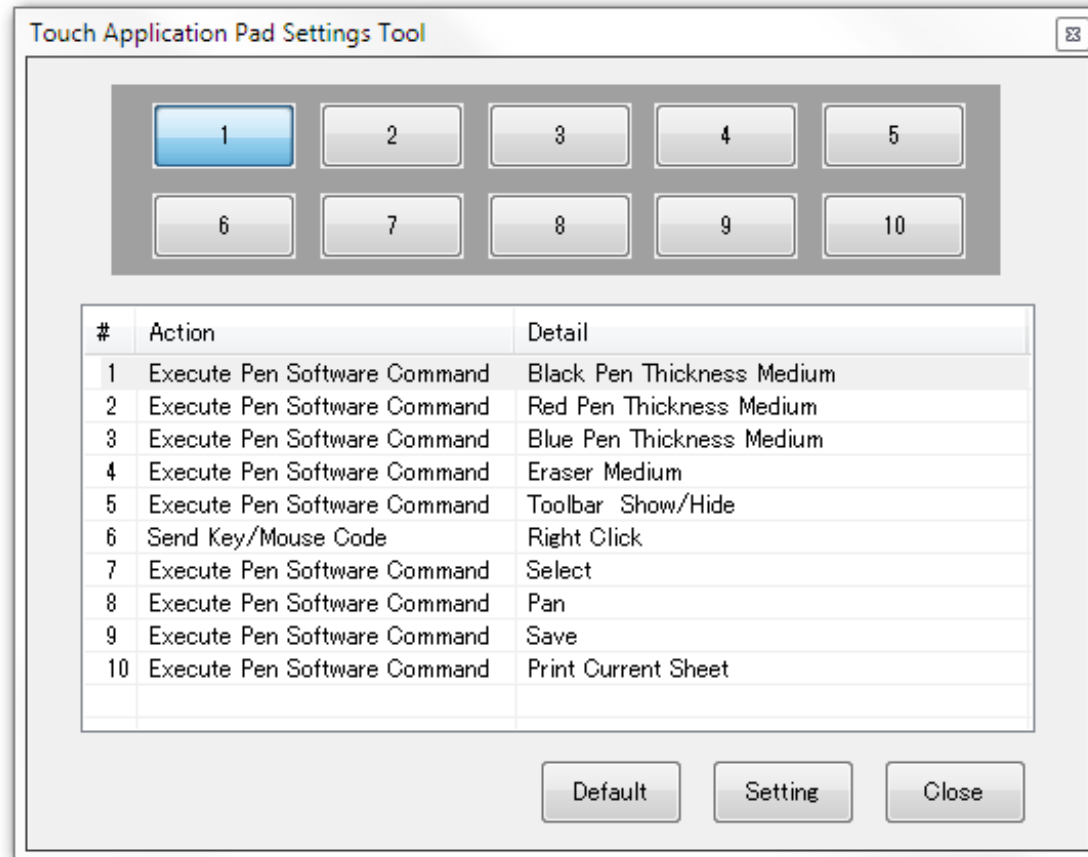 Touch Application Pad Settings Tool
1 2 3 4 5
6 7 8 9 10
# Action Detail
1 Execute Pen Software Command Black Pen Thickness Medium
2 Execute Pen Software Command Red Pen Thickness Medium
3 Execute Pen Software Command Blue Pen Thickness Medium
4 Execute Pen Software Command Eraser Medium
5 Execute Pen Software Command Toolbar Show/Hide
6 Send Key/Mouse Code Right Click
7 Execute Pen Software Command Select
8 Execute Pen Software Command Pan
9 Execute Pen Software Command Save
10 Execute Pen Software Command Print Current Sheet
Default Setting Close